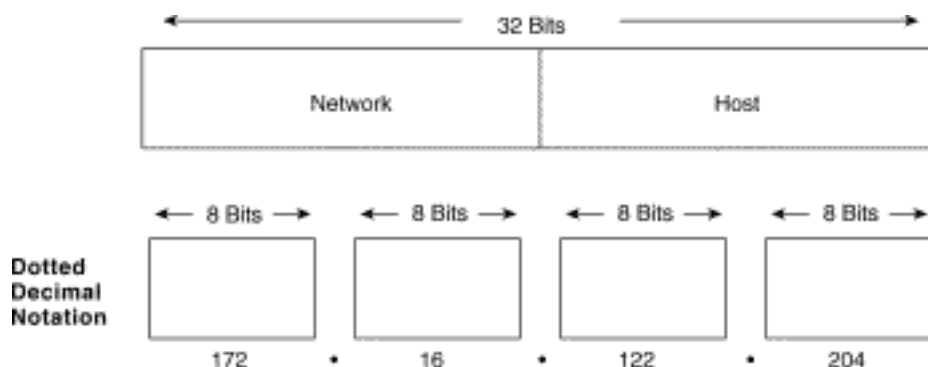 32 Bits
Network Host
8 Bits 8 Bits 8 Bits 8 Bits
Dotted
Decimal
Notation
172 • 16 • 122 • 204